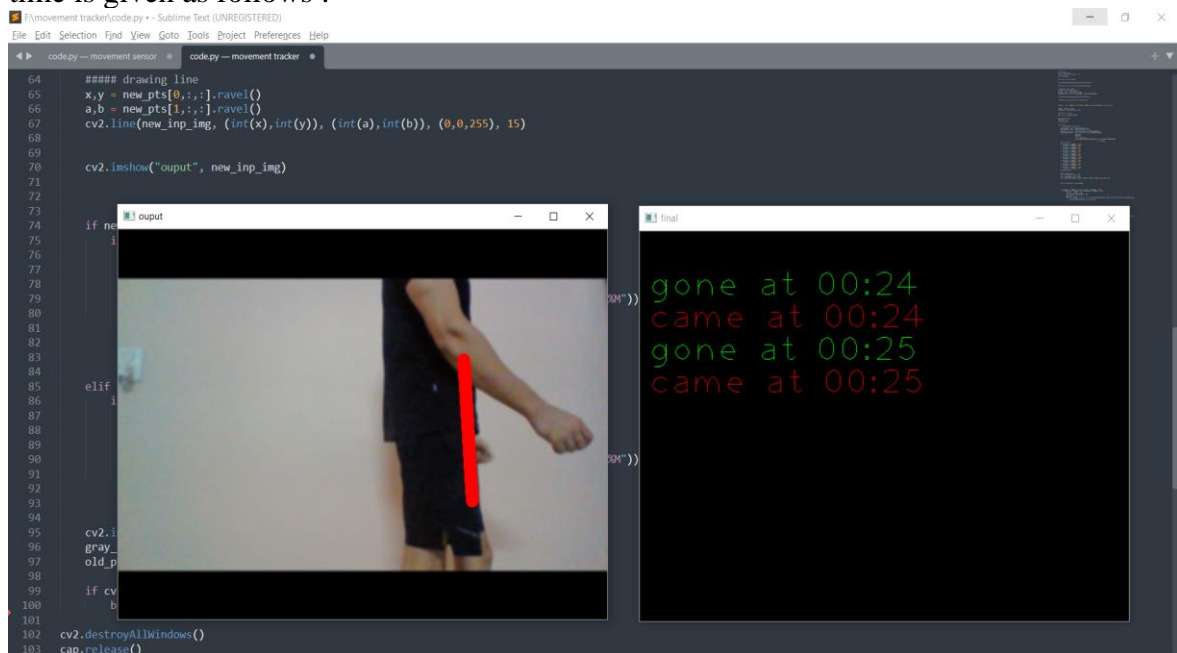 time is given as follows :
F:\movement tracker\code.py • - Sublime Text (UNREGISTERED)
File Edit Selection Find View Goto Tools Project Preferences Help
code.py — movement sensor
code.py — movement tracker
64 ##### drawing line
65 x,y = new_pts[0,:,:].ravel()
66 a,b = new_pts[1,:,:].ravel()
67 cv2.line(new_inp_img, (int(x),int(y)), (int(a),int(b)), (0,0,255), 15)
68
69
70 cv2.imshow("ouput", new_inp_img)
71
72
73
74 if ne
75 i
76
77
78
79 %M"))
80
81
82
83
84
85 elif
86 i
87
88
89
90 %M"))
91
92
93
94
95 cv2.i
96 gray_
97 old_p
98
99 if cv
100 b
101
102 cv2.destroyAllWindows()
103 cap.release()
ouput
final
gone at 00:24
came at 00:24
gone at 00:25
came at 00:25